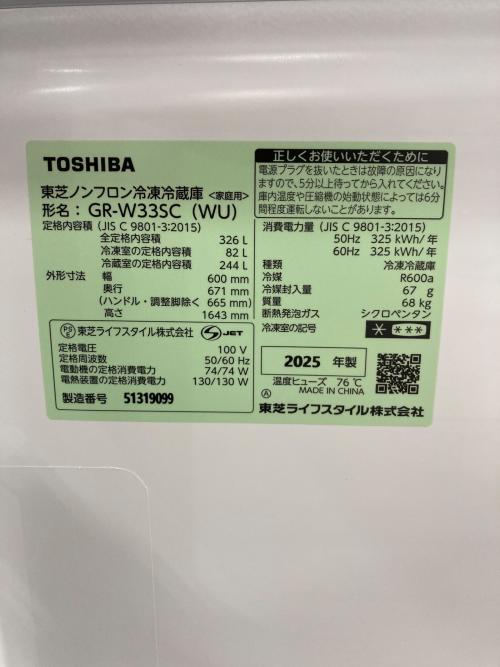 TOSHIBA
東芝ノンフロン冷凍冷蔵庫 <家庭用>
形名: GR-W33SC (WU)
定格内容積 (JIS C 9801-3:2015)
全定格内容積 326 L
冷凍室の定格内容積 82 L
冷蔵室の定格内容積 244 L
外形寸法 幅 600 mm
奥行 671 mm
(ハンドル・調整脚除く 665 mm)
高さ 1643 mm
PSE 東芝ライフスタイル株式会社 S JET
定格電圧 100 V
定格周波数 50/60 Hz
電動機の定格消費電力 74/74 W
電熱装置の定格消費電力 130/130 W
製造番号 51319099
正しくお使いいただくために
電源プラグを抜いたときは故障の原因になり
ますので、5分以上待ってから入れてください。
庫内温度や圧縮機の始動状態によっては6分
間程度運転しないことがあります。
消費電力量 (JIS C 9801-3:2015)
50Hz 325 kWh/年
60Hz 325 kWh/年
種類 冷凍冷蔵庫
冷媒 R600a
冷媒封入量 67 g
質量 68 kg
断熱発泡ガス シクロペンタン
冷凍室の記号 * ***
2025 年製
温度ヒューズ 76℃
Ⓐ MADE IN CHINA
東芝ライフスタイル株式会社